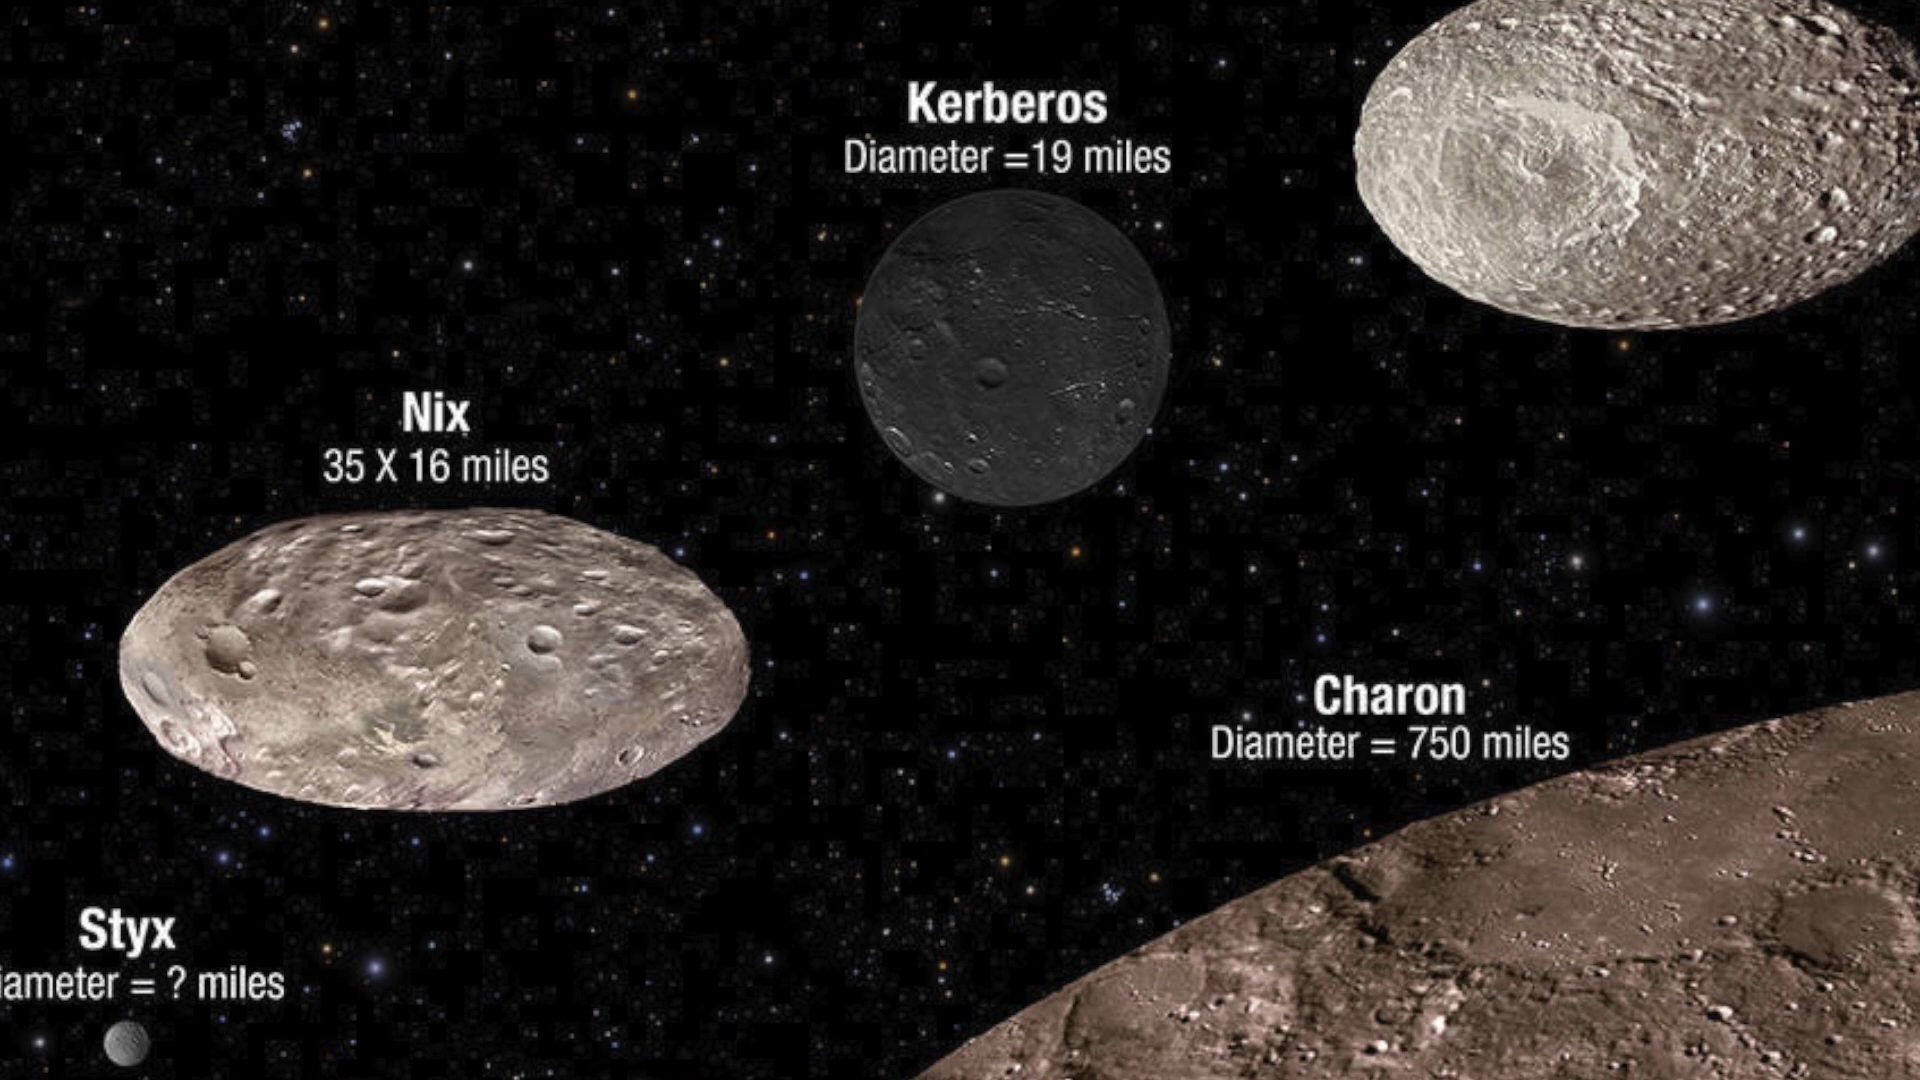 Kerberos
Diameter =19 miles
Nix
35 X 16 miles
Charon
Diameter = 750 miles
Styx
iameter = ? miles